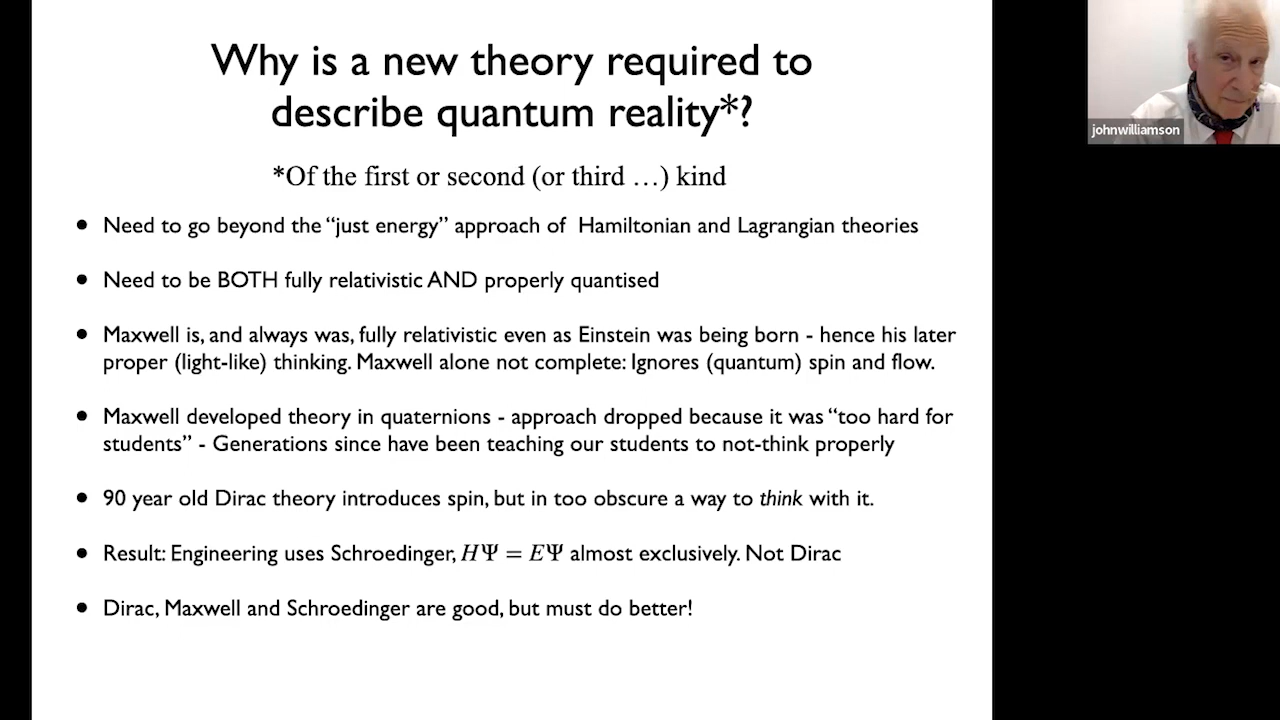 Why is a new theory required to
describe quantum reality*?
*Of the first or second (or third …) kind
• Need to go beyond the “just energy” approach of Hamiltonian and Lagrangian theories
• Need to be BOTH fully relativistic AND properly quantised
• Maxwell is, and always was, fully relativistic even as Einstein was being born - hence his later
proper (light-like) thinking. Maxwell alone not complete: Ignores (quantum) spin and flow.
• Maxwell developed theory in quaternions - approach dropped because it was “too hard for
students” - Generations since have been teaching our students to not-think properly
• 90 year old Dirac theory introduces spin, but in too obscure a way to think with it.
• Result: Engineering uses Schroedinger, HΨ = EΨ almost exclusively. Not Dirac
• Dirac, Maxwell and Schroedinger are good, but must do better!
johnwilliamson